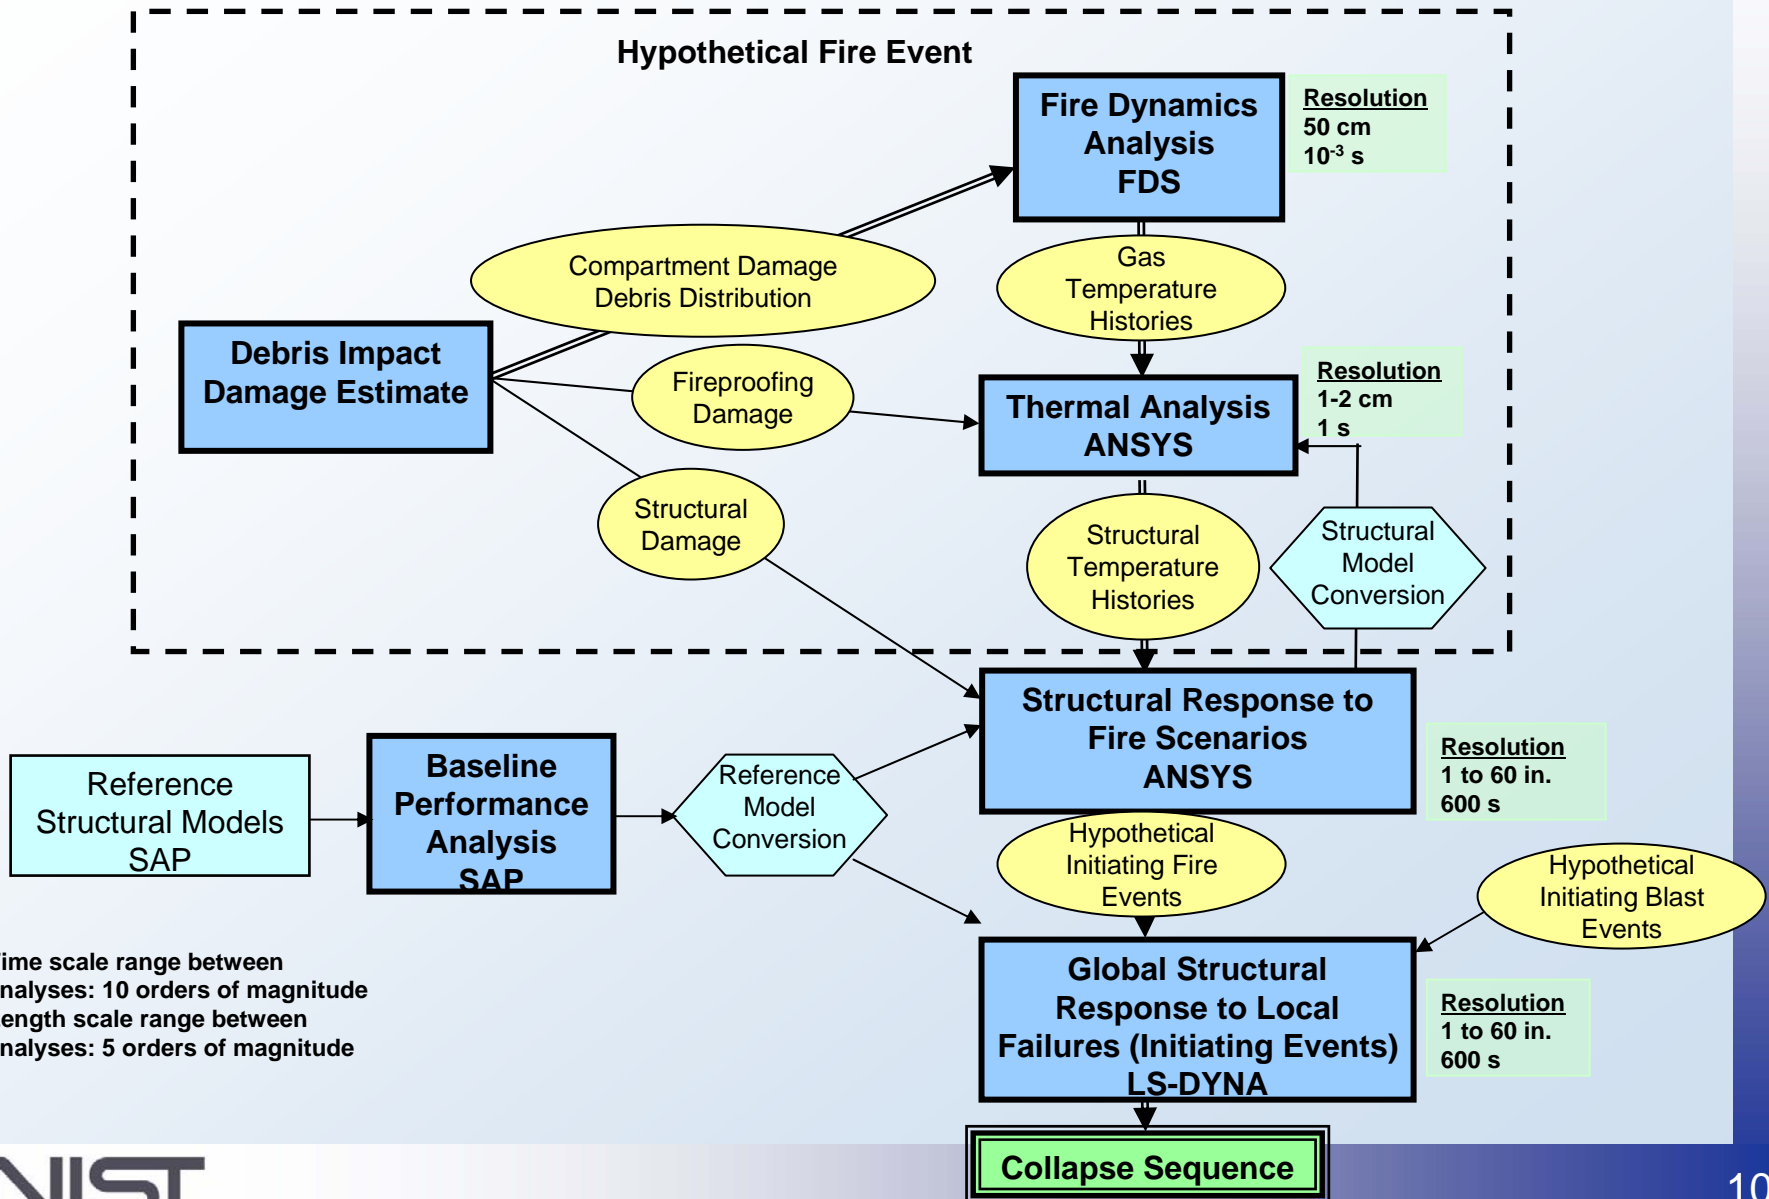 Hypothetical Fire Event
Fire Dynamics
Analysis
FDS
Resolution
50 cm
10-3 s
Compartment Damage
Debris Distribution
Gas
Temperature
Histories
Debris Impact
Damage Estimate
Fireproofing
Damage
Thermal Analysis
ANSYS
Resolution
1-2 cm
1 s
Structural
Damage
Structural
Temperature
Histories
Structural
Model
Conversion
Structural Response to
Fire Scenarios
ANSYS
Resolution
1 to 60 in.
600 s
Reference
Structural Models
SAP
Baseline
Performance
Analysis
SAP
Reference
Model
Conversion
Hypothetical
Initiating Fire
Events
Hypothetical
Initiating Blast
Events
ime scale range between
nalyses: 10 orders of magnitude
ength scale range between
nalyses: 5 orders of magnitude
Global Structural
Response to Local
Failures (Initiating Events)
LS-DYNA
Resolution
1 to 60 in.
600 s
Collapse Sequence
NIST
10